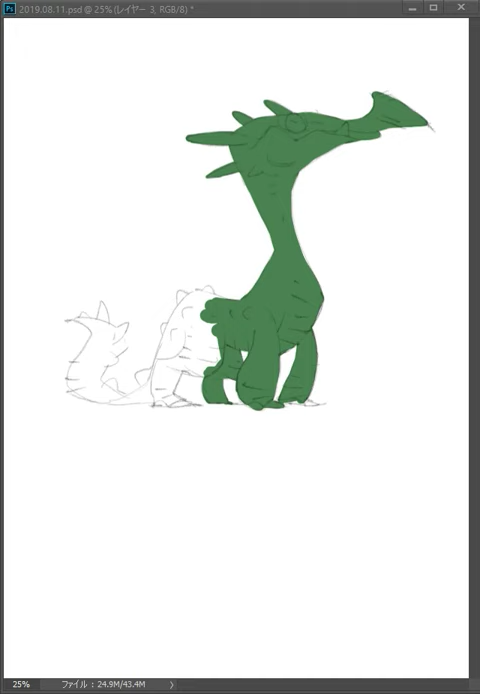 Ps 2019.08.11.psd @ 25% (レイヤー 3, RGB/8) *
25% ファイル : 24.9M/43.4M